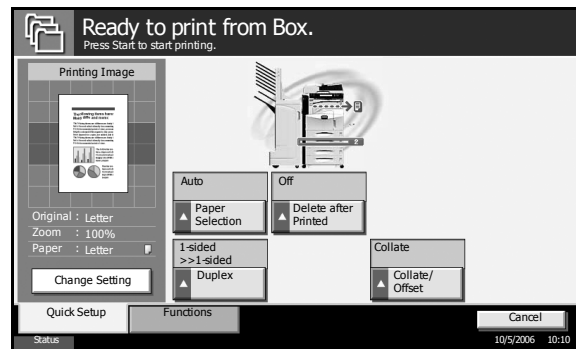 Ready to print from Box.
Press Start to start printing.
Printing Image
Original : Letter
Zoom : 100%
Paper : Letter
Change Setting
Auto
Paper
Selection
Off
Delete after
Printed
1-sided
>>1-sided
Duplex
Collate
Collate/
Offset
2
Quick Setup
Functions
Cancel
Status
10/5/2006 10:10